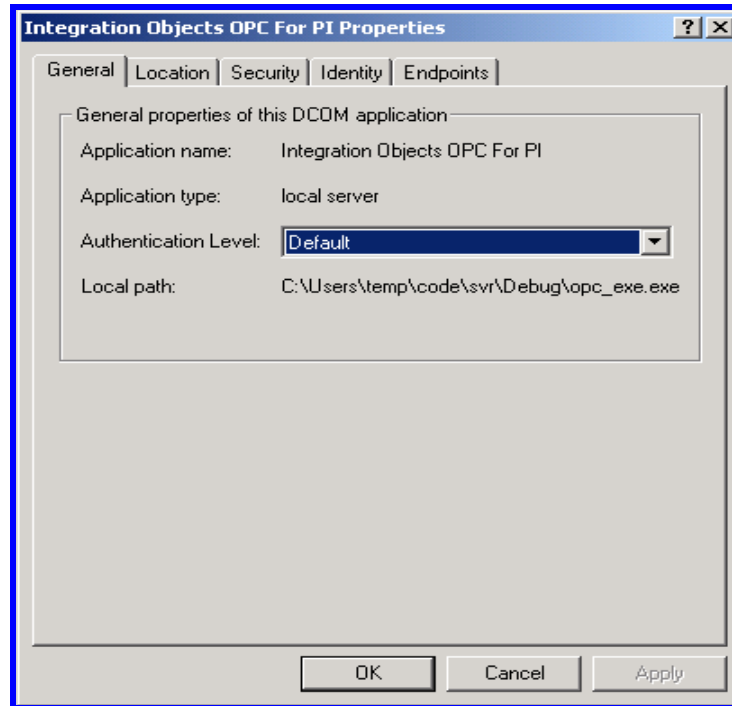 Integration Objects OPC For PI Properties
General Location Security Identity Endpoints
General properties of this DCOM application
Application name: Integration Objects OPC For PI
Application type: local server
Authentication Level: Default
Local path: C:\Users\temp\code\svr\Debug\opc_exe.exe
OK Cancel Apply